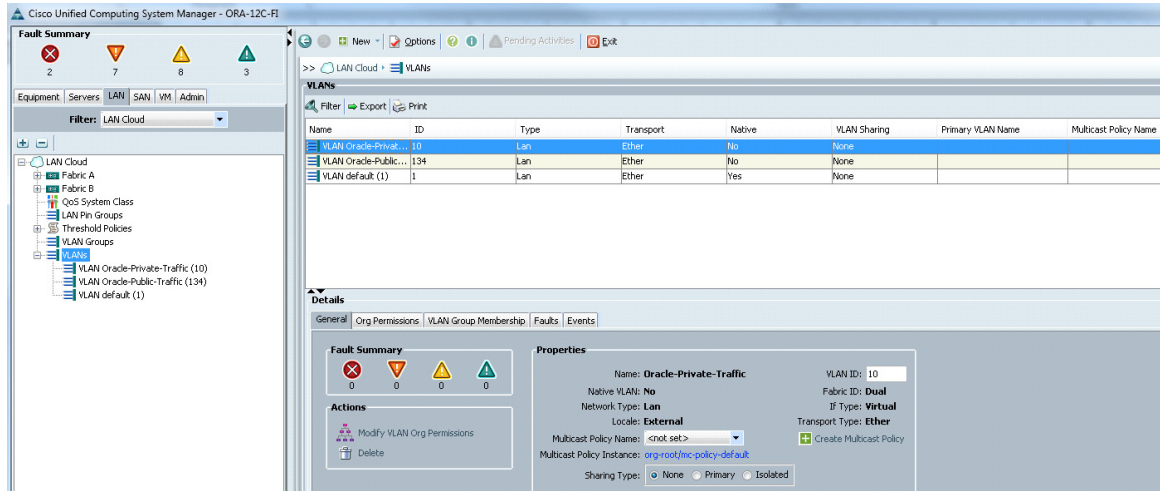 Cisco Unified Computing System Manager - ORA-12C-FI
Fault Summary
2 7 8 3
Equipment Servers LAN SAN VM Admin
Filter: LAN Cloud
LAN Cloud
Fabric A
Fabric B
QoS System Class
LAN Pin Groups
Threshold Policies
VLAN Groups
VLANs
VLAN Oracle-Private-Traffic (10)
VLAN Oracle-Public-Traffic (134)
VLAN default (1)
New Options Pending Activities Exit
>> LAN Cloud VLANs
VLANs
Filter Export Print
Name ID Type Transport Native VLAN Sharing Primary VLAN Name Multicast Policy Name
VLAN Oracle-Privat... 10 Lan Ether No None
VLAN Oracle-Public... 134 Lan Ether No None
VLAN default (1) 1 Lan Ether Yes None
Details
General Org Permissions VLAN Group Membership Faults Events
Fault Summary
0 0 0 0
Actions
Modify VLAN Org Permissions
Delete
Properties
Name: Oracle-Private-Traffic VLAN ID: 10
Native VLAN: No Fabric ID: Dual
Network Type: Lan If Type: Virtual
Locale: External Transport Type: Ether
Multicast Policy Name: <not set> Create Multicast Policy
Multicast Policy Instance: org-root/mc-policy-default
Sharing Type: None Primary Isolated